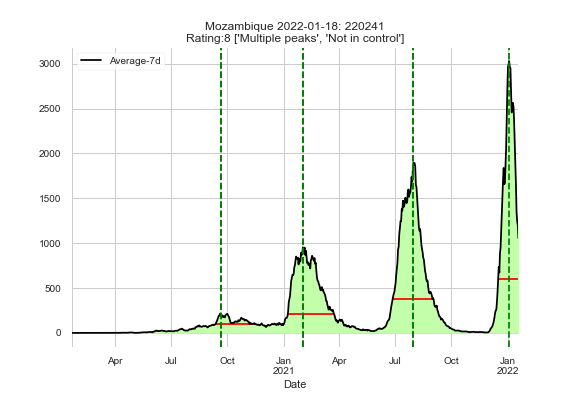 Mozambique 2022-01-18: 220241
Rating:8 ['Multiple peaks', 'Not in control']
Average-7d
3000
2500
2000
1500
1000
500
0
Apr
Jul
Oct
Jan
2021
Apr
Jul
Oct
Jan
2022
Date